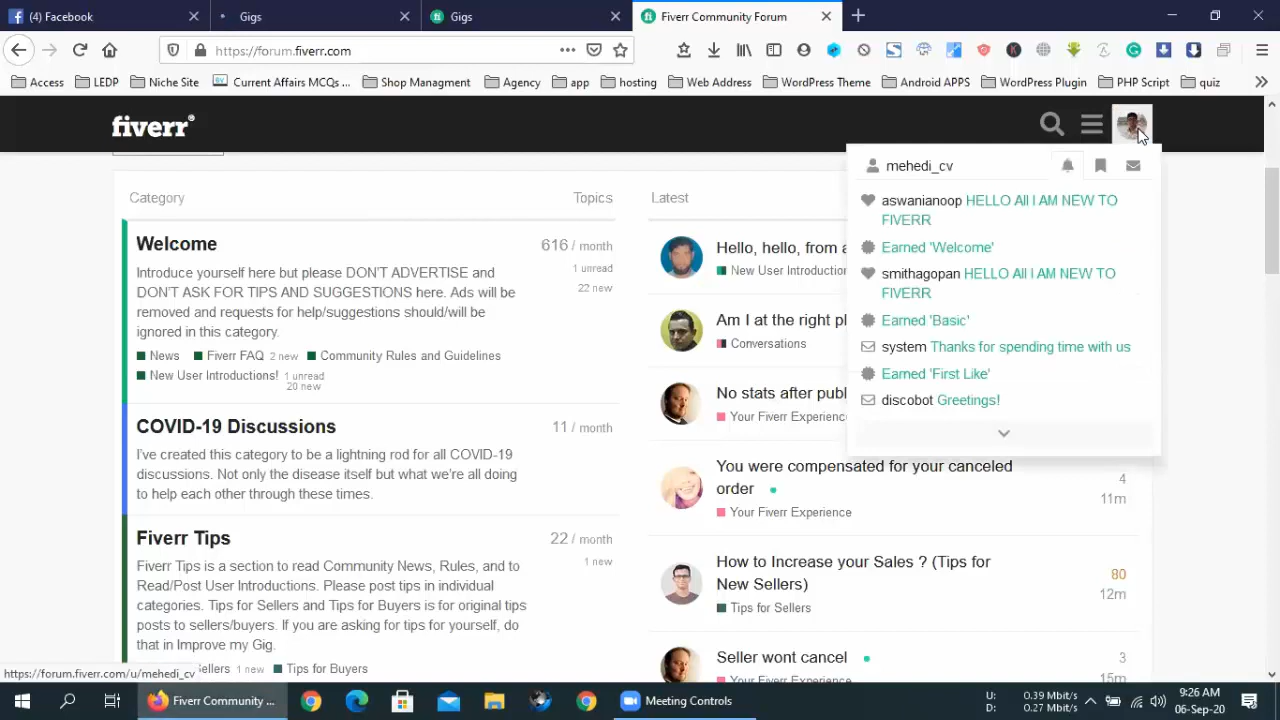 (4) Facebook
Gigs
Gigs
Fiverr Community Forum
https://forum.fiverr.com
Access
LEDP
Niche Site
Current Affairs MCQs ...
Shop Managment
Agency
app
hosting
Web Address
WordPress Theme
Android APPS
WordPress Plugin
PHP Script
quiz
fiverr®
mehedi_cv
aswanianoop HELLO All I AM NEW TO
FIVERR
Earned 'Welcome'
smithagopan HELLO All I AM NEW TO
FIVERR
Earned 'Basic'
system Thanks for spending time with us
Earned 'First Like'
discobot Greetings!
Category
Topics
Welcome
616 / month
1 unread
22 new
Introduce yourself here but please DON'T ADVERTISE and
DON'T ASK FOR TIPS AND SUGGESTIONS here. Ads will be
removed and requests for help/suggestions should/will be
ignored in this category.
News
Fiverr FAQ 2 new
Community Rules and Guidelines
New User Introductions! 1 unread
20 new
COVID-19 Discussions
11 / month
I've created this category to be a lightning rod for all COVID-19
discussions. Not only the disease itself but what we're all doing
to help each other through these times.
Fiverr Tips
22 / month
1 new
Fiverr Tips is a section to read Community News, Rules, and to
Read/Post User Introductions. Please post tips in individual
categories. Tips for Sellers and Tips for Buyers is for original tips
posts to sellers/buyers. If you are asking for tips for yourself, do
that in Improve my Gig.
Sellers 1 new
Tips for Buyers
Latest
Hello, hello, from
New User Introduction
Am I at the right
Conversations
No stats after
Your Fiverr Experience
You were compensated for your canceled
order
4
11m
Your Fiverr Experience
How to Increase your Sales ? (Tips for
New Sellers)
80
12m
Tips for Sellers
Seller wont cancel
3
15m
Your Fiverr Experience
https://forum.fiverr.com/u/mehedi_cv
Fiverr Community ...
Meeting Controls
U: 0.39 Mbit/s
D: 0.27 Mbit/s
9:26 AM
06-Sep-20